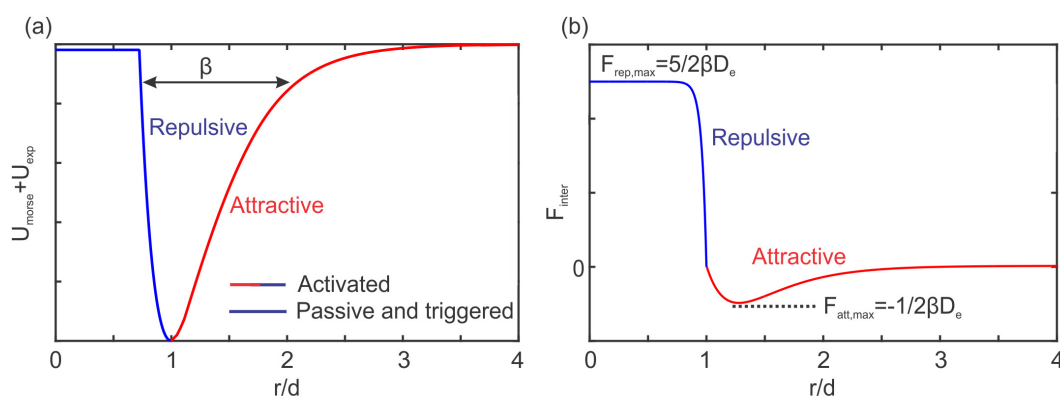 (a)
β
Repulsive
Attractive
Activated
Passive and triggered
U_morse+U_exp
0 1 2 3 4
r/d
(b)
F_rep,max=5/2βD_e
Repulsive
Attractive
F_att,max=-1/2βD_e
F_inter
0
0 1 2 3 4
r/d